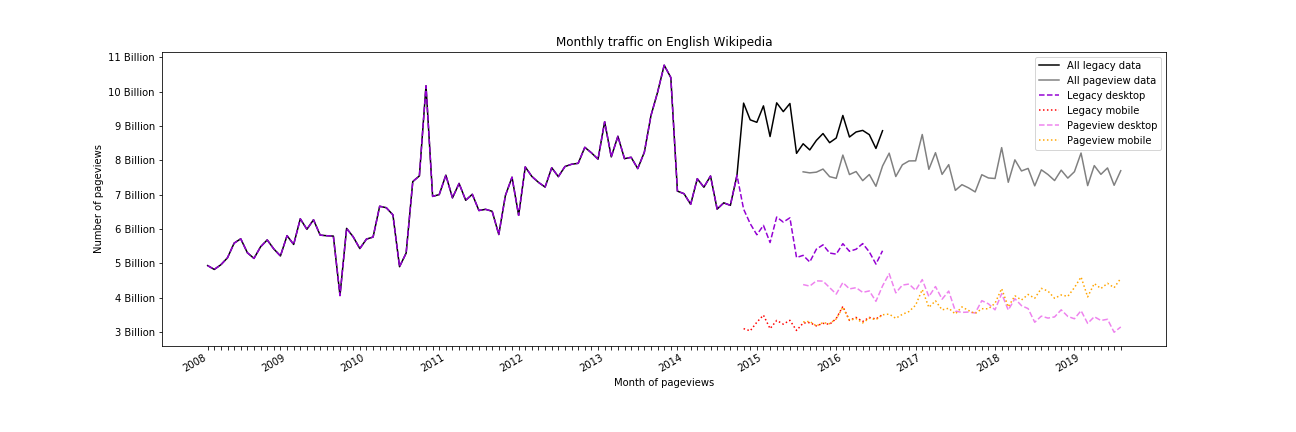 Monthly traffic on English Wikipedia
11 Billion
10 Billion
9 Billion
8 Billion
7 Billion
6 Billion
5 Billion
4 Billion
3 Billion
Number of pageviews
All legacy data
All pageview data
Legacy desktop
Legacy mobile
Pageview desktop
Pageview mobile
2008 2009 2010 2011 2012 2013 2014 2015 2016 2017 2018 2019
Month of pageviews